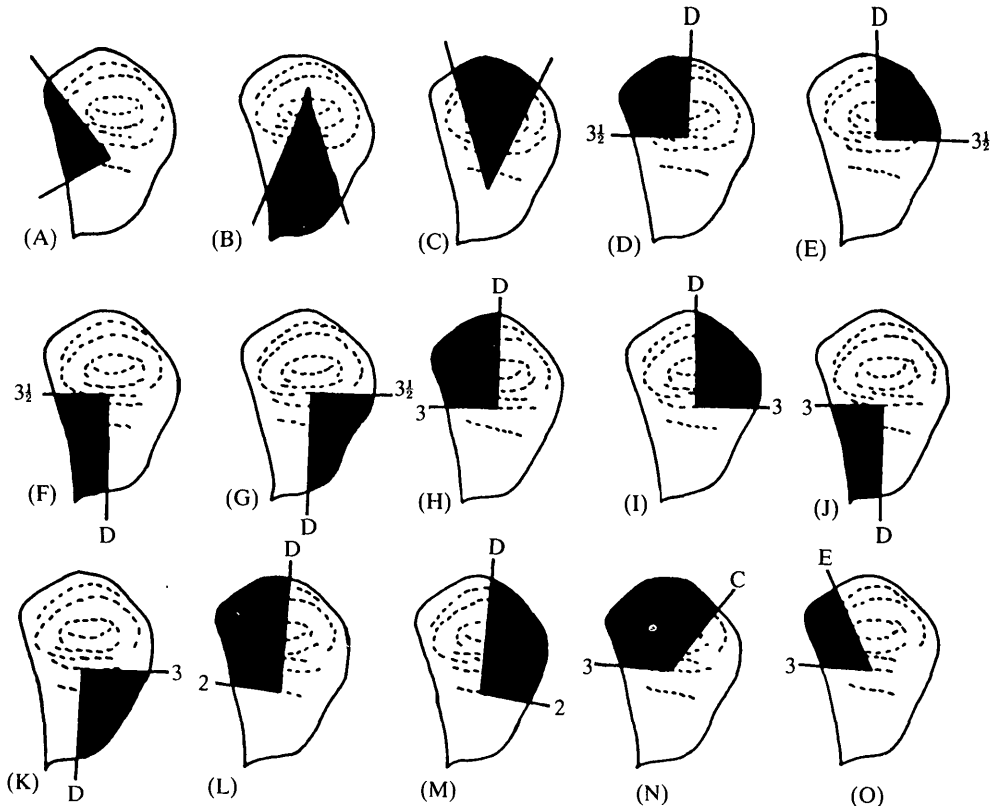 D D
3½ 3½
(A) (B) (C) (D) (E)
D D
3½ 3½ 3 3 3
(F) (G) (H) (I) (J)
D D D
D D C E
3 2 2 3 3
(K) (L) (M) (N) (O)
D